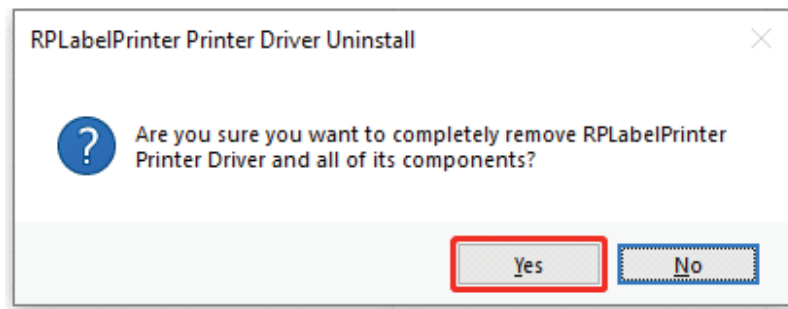 RPLabelPrinter Printer Driver Uninstall
Are you sure you want to completely remove RPLabelPrinter
Printer Driver and all of its components?
Yes
No